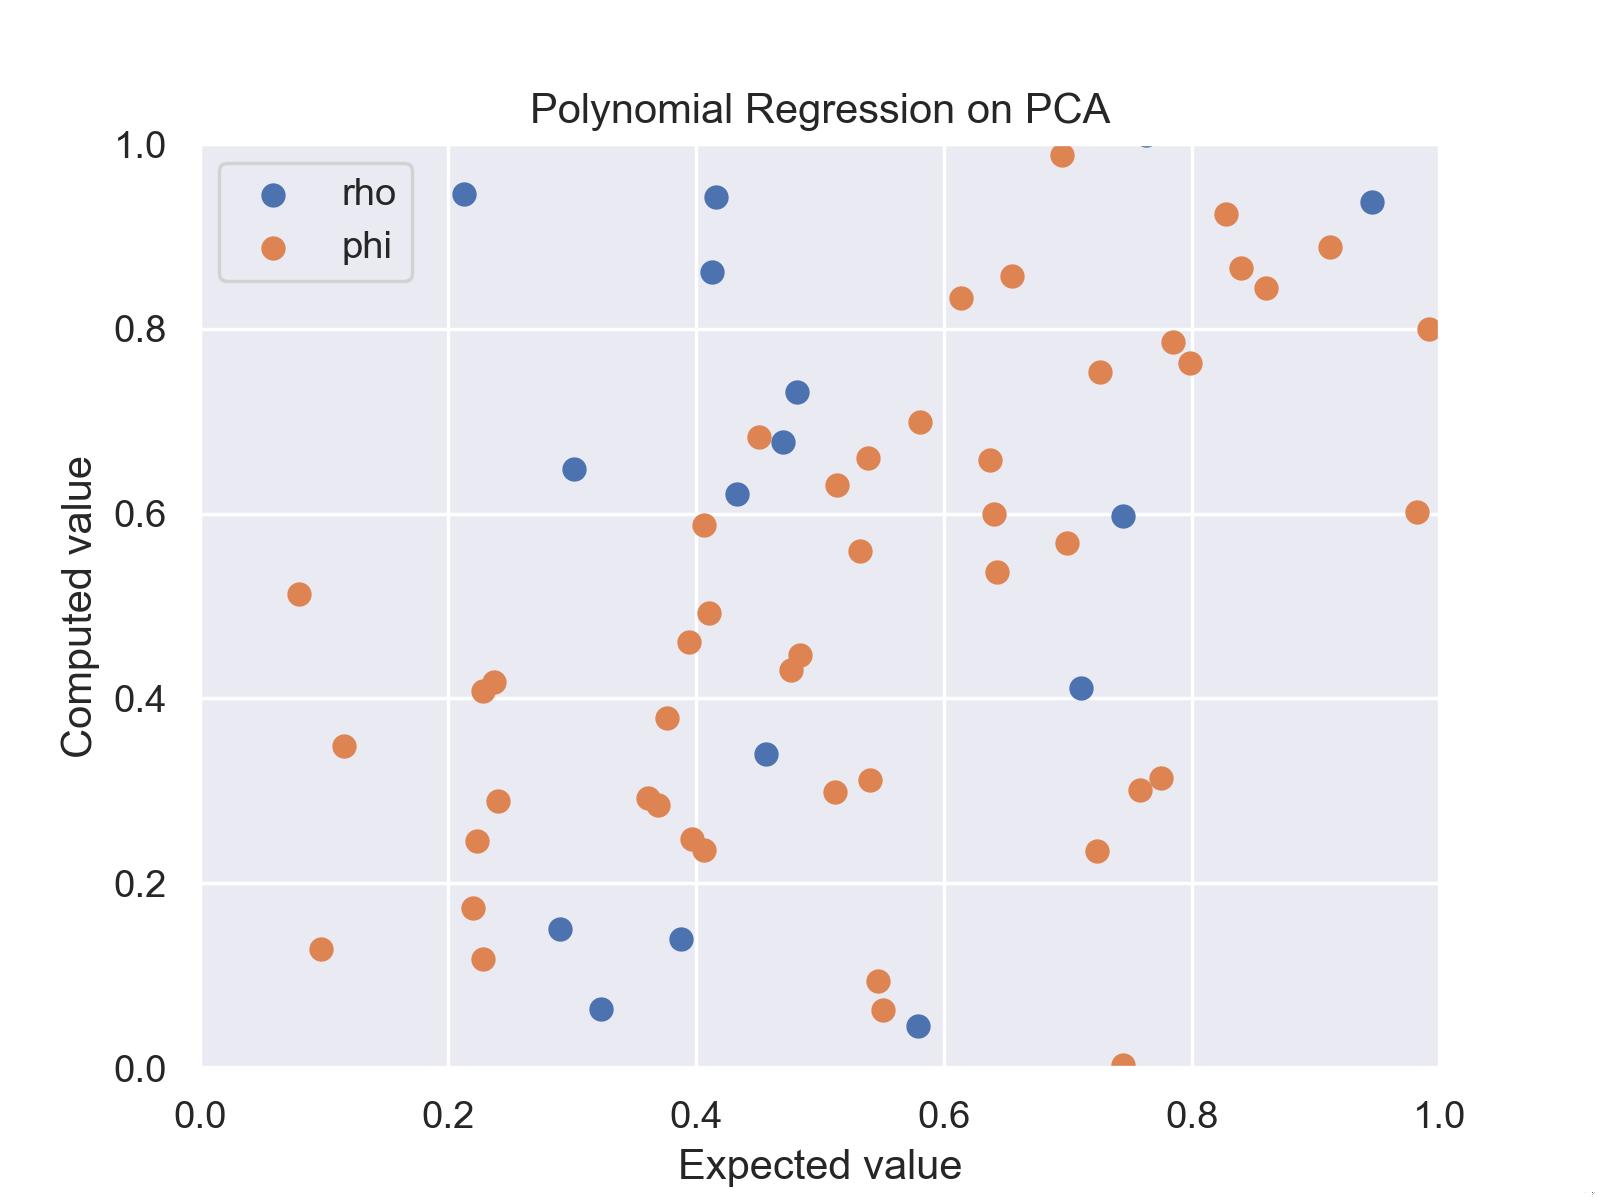 Polynomial Regression on PCA
1.0
rho
phi
0.8
0.6
0.4
0.2
0.0
Computed value
0.0 0.2 0.4 0.6 0.8 1.0
Expected value